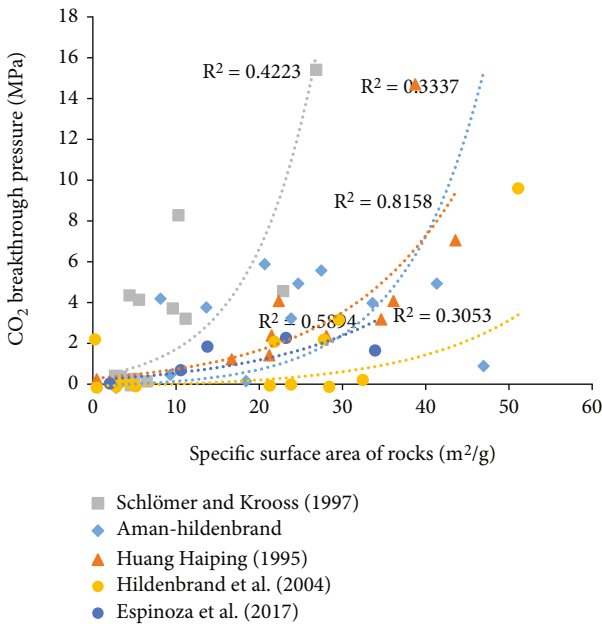 18
16
14
12
10
8
6
4
2
0
CO2 breakthrough pressure (MPa)
R2 = 0.4223
R2 = 0.3337
R2 = 0.8158
R2 = 0.5894
R2 = 0.3053
0 10 20 30 40 50 60
Specific surface area of rocks (m2/g)
Schlömer and Krooss (1997)
Aman-hildenbrand
Huang Haiping (1995)
Hildenbrand et al. (2004)
Espinoza et al. (2017)